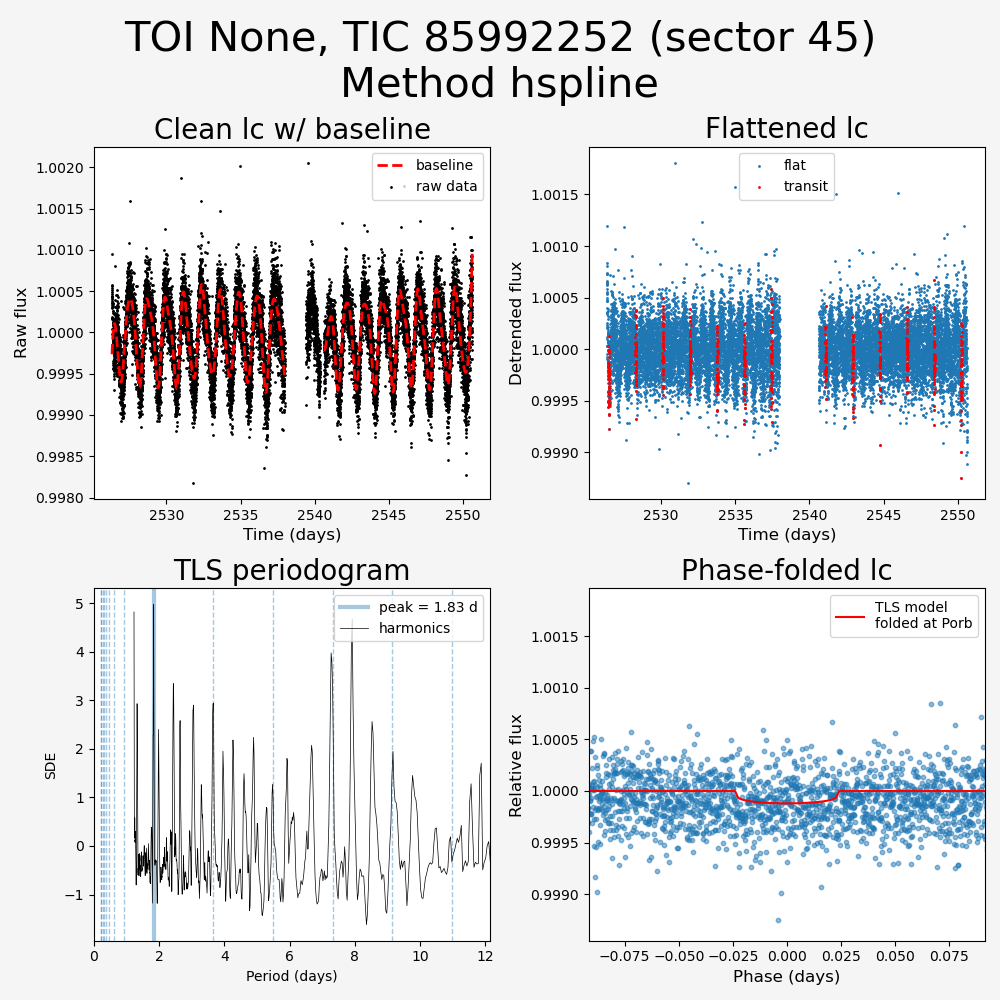 TOI None, TIC 85992252 (sector 45)
Method hspline
Clean lc w/ baseline
baseline
raw data
1.0020
1.0015
1.0010
1.0005
1.0000
0.9995
0.9990
0.9985
0.9980
Raw flux
2530
2535
2540
2545
2550
Time (days)
Flattened lc
flat
transit
1.0015
1.0010
1.0005
1.0000
0.9995
0.9990
Detrended flux
2530
2535
2540
2545
2550
Time (days)
TLS periodogram
peak = 1.83 d
harmonics
5
4
3
2
1
0
−1
SDE
0
2
4
6
8
10
12
Period (days)
Phase-folded lc
TLS model
folded at Porb
1.0015
1.0010
1.0005
1.0000
0.9995
0.9990
Relative flux
−0.075
−0.050
−0.025
0.000
0.025
0.050
0.075
Phase (days)